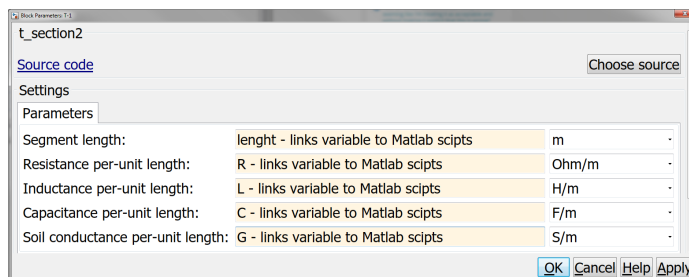 Block Parameters: T-1
t_section2
Source code
Choose source
Settings
Parameters
Segment length: lenght - links variable to Matlab scipts m
Resistance per-unit length: R - links variable to Matlab scipts Ohm/m
Inductance per-unit length: L - links variable to Matlab scipts H/m
Capacitance per-unit length: C - links variable to Matlab scipts F/m
Soil conductance per-unit length: G - links variable to Matlab scipts S/m
OK Cancel Help Apply